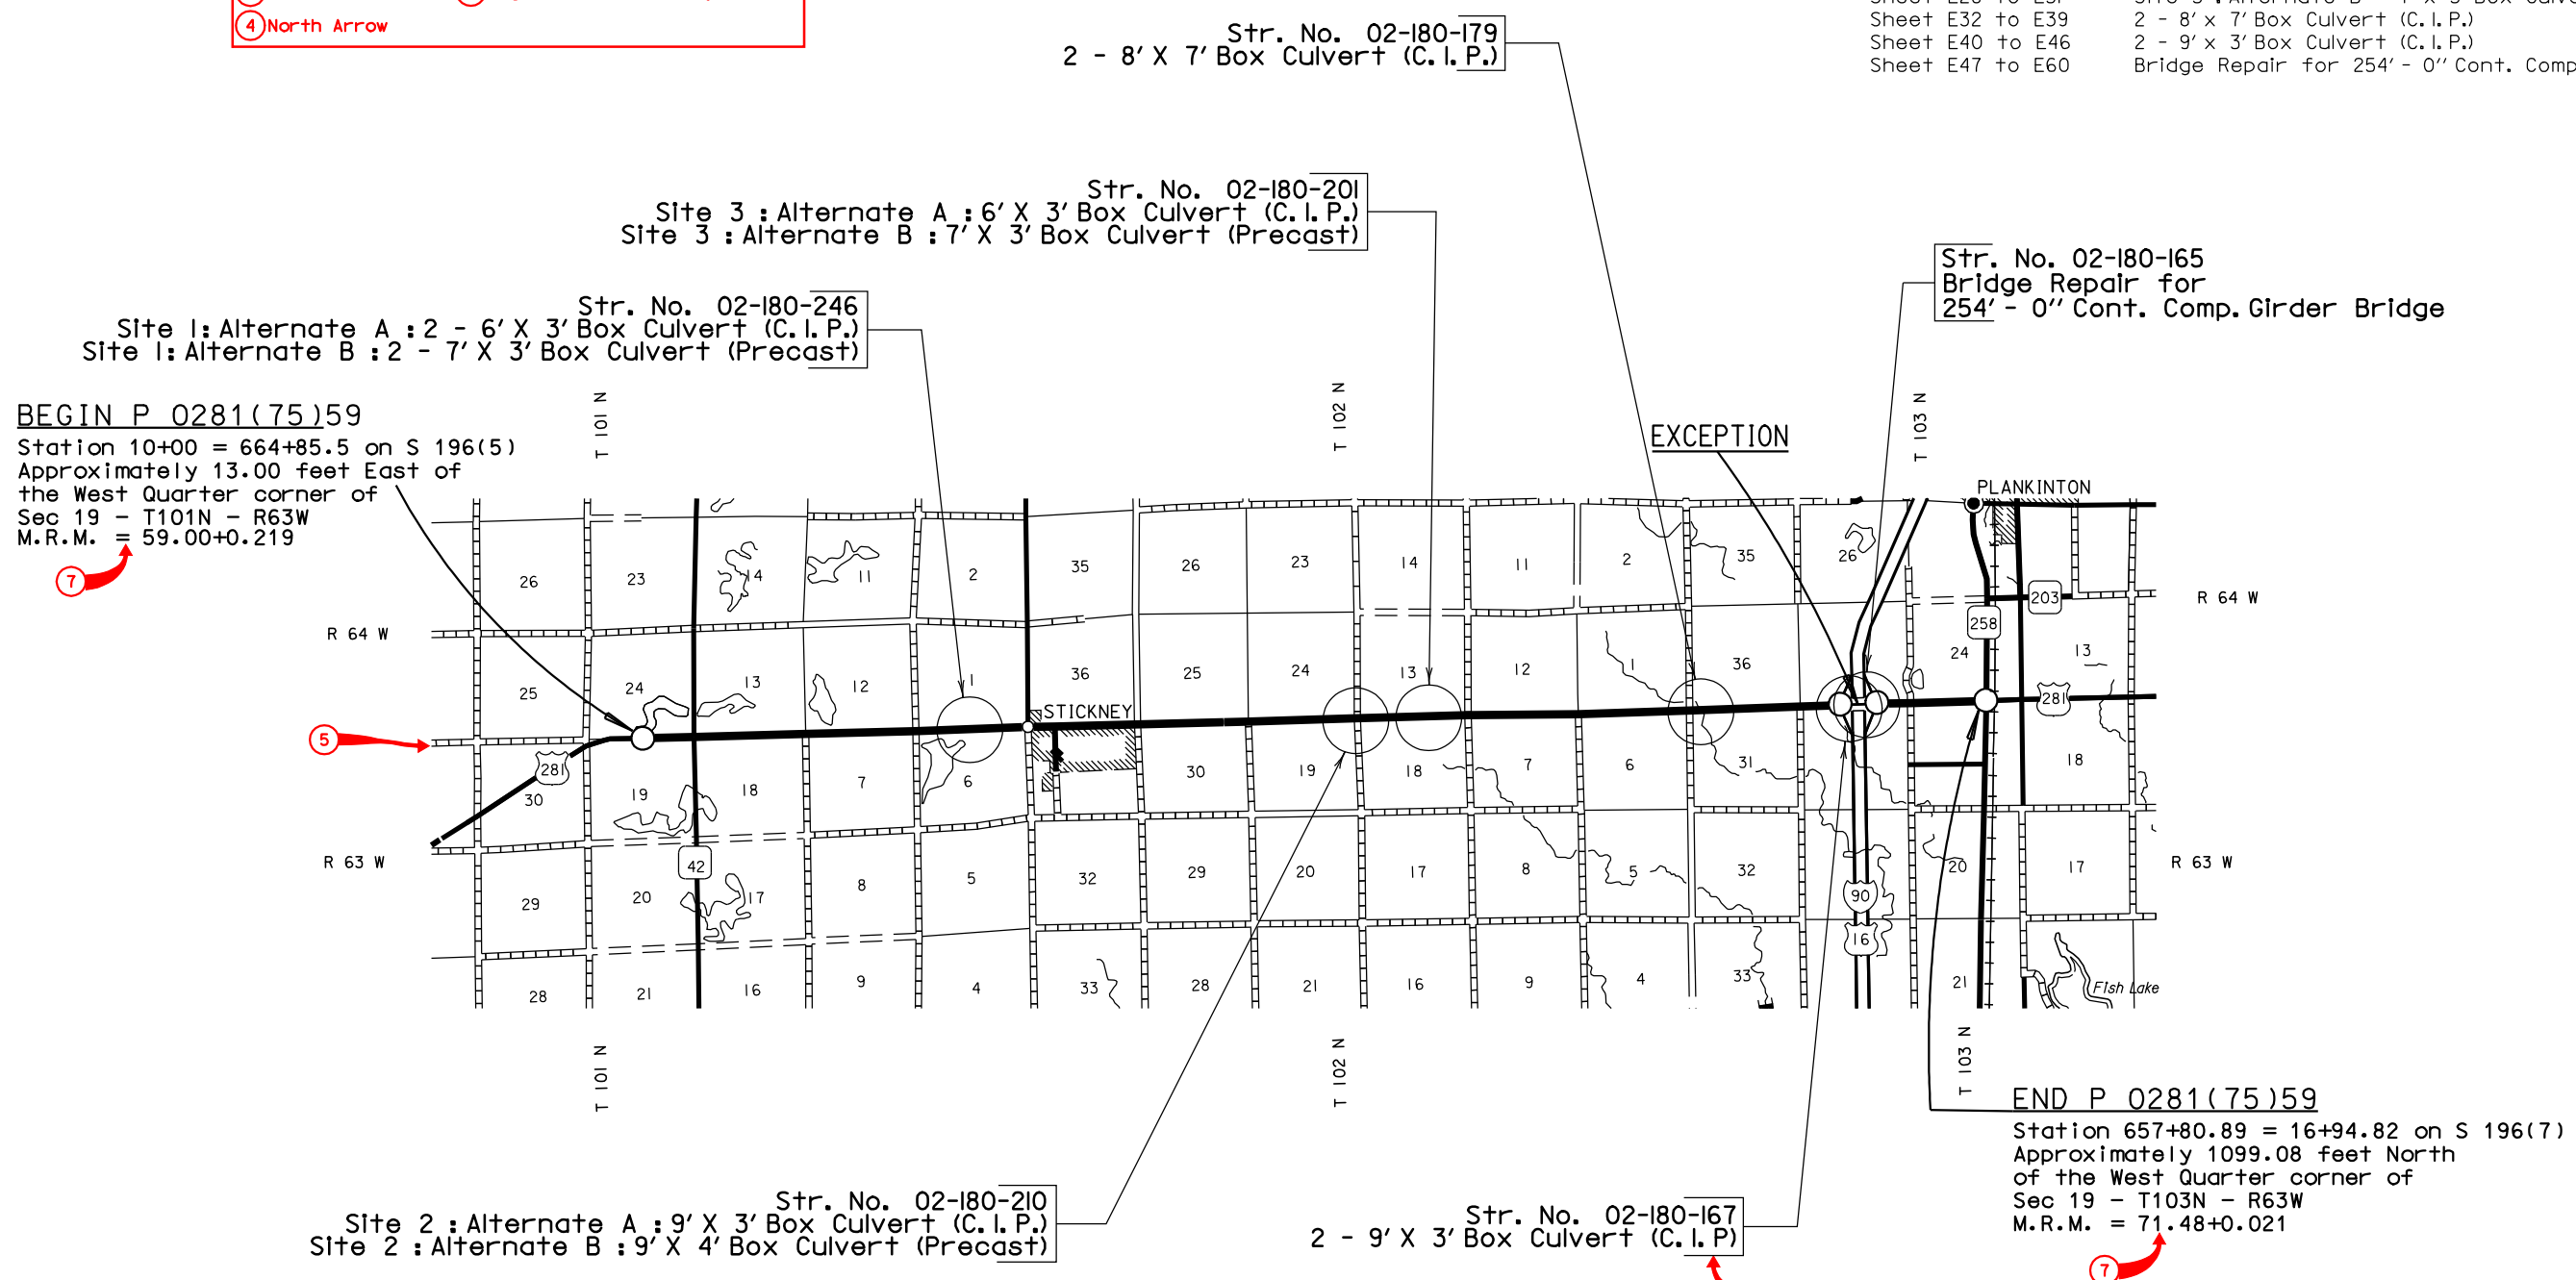 ④ North Arrow
Sheet E32 to E39 2 - 8' x 7' Box Culvert (C.I.P.)
Sheet E40 to E46 2 - 9' x 3' Box Culvert (C.I.P.)
Sheet E47 to E60 Bridge Repair for 254' - 0" Cont. Comp
Str. No. 02-180-179
2 - 8' X 7' Box Culvert (C.I.P.)
Str. No. 02-180-201
Site 3 : Alternate A : 6' X 3' Box Culvert (C.I.P.)
Site 3 : Alternate B : 7' X 3' Box Culvert (Precast)
Str. No. 02-180-165
Bridge Repair for
254' - 0" Cont. Comp. Girder Bridge
Str. No. 02-180-246
Site 1: Alternate A : 2 - 6' X 3' Box Culvert (C.I.P.)
Site 1: Alternate B : 2 - 7' X 3' Box Culvert (Precast)
BEGIN P 0281(75)59
Station 10+00 = 664+85.5 on S 196(5)
Approximately 13.00 feet East of
the West Quarter corner of
Sec 19 - T101N - R63W
M.R.M. = 59.00+0.219
7
T 101 N
T 102 N
T 103 N
EXCEPTION
PLANKINTON
26 23 14 11 2 35 26 23 14 11 2 35 26
203
258
R 64 W
R 64 W
25 24 13 12 1 36 25 24 13 12 1 36 24 13
STICKNEY
281
5
281
30 19 18 7 6 30 19 18 7 6 31 18
42
R 63 W
R 63 W
29 20 17 8 5 32 29 20 17 8 5 32 20 17
90
16
28 21 16 9 4 33 28 21 16 9 4 33 21
Fish Lake
T 101 N
T 102 N
T 103 N
END P 0281(75)59
Station 657+80.89 = 16+94.82 on S 196(7)
Approximately 1099.08 feet North
of the West Quarter corner of
Sec 19 - T103N - R63W
M.R.M. = 71.48+0.021
7
Str. No. 02-180-210
Site 2 : Alternate A : 9' X 3' Box Culvert (C.I.P.)
Site 2 : Alternate B : 9' X 4' Box Culvert (Precast)
Str. No. 02-180-167
2 - 9' X 3' Box Culvert (C.I.P)